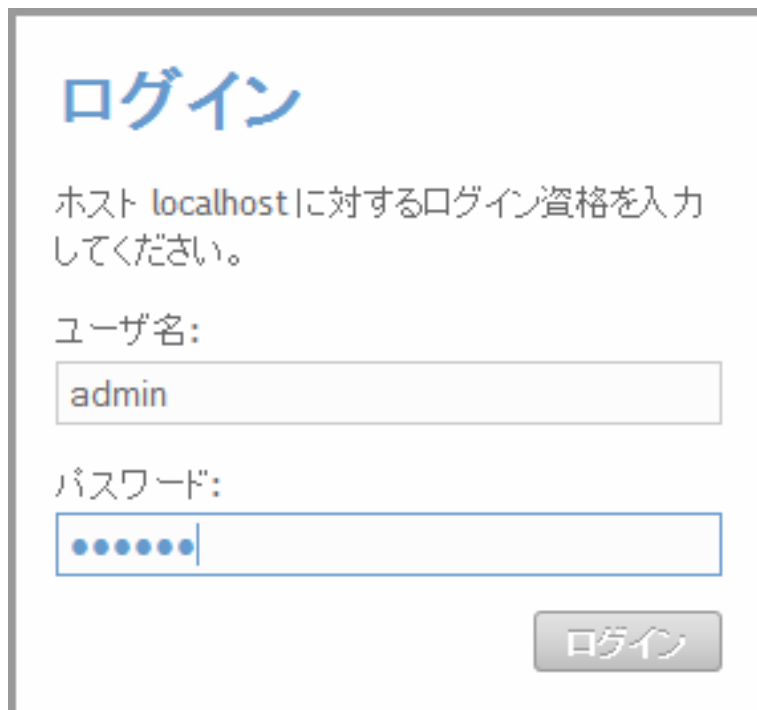 ログイン
ホスト localhost に対するログイン資格を入力
してください。
ユーザ名:
admin
パスワード:
●●●●●●
ログイン